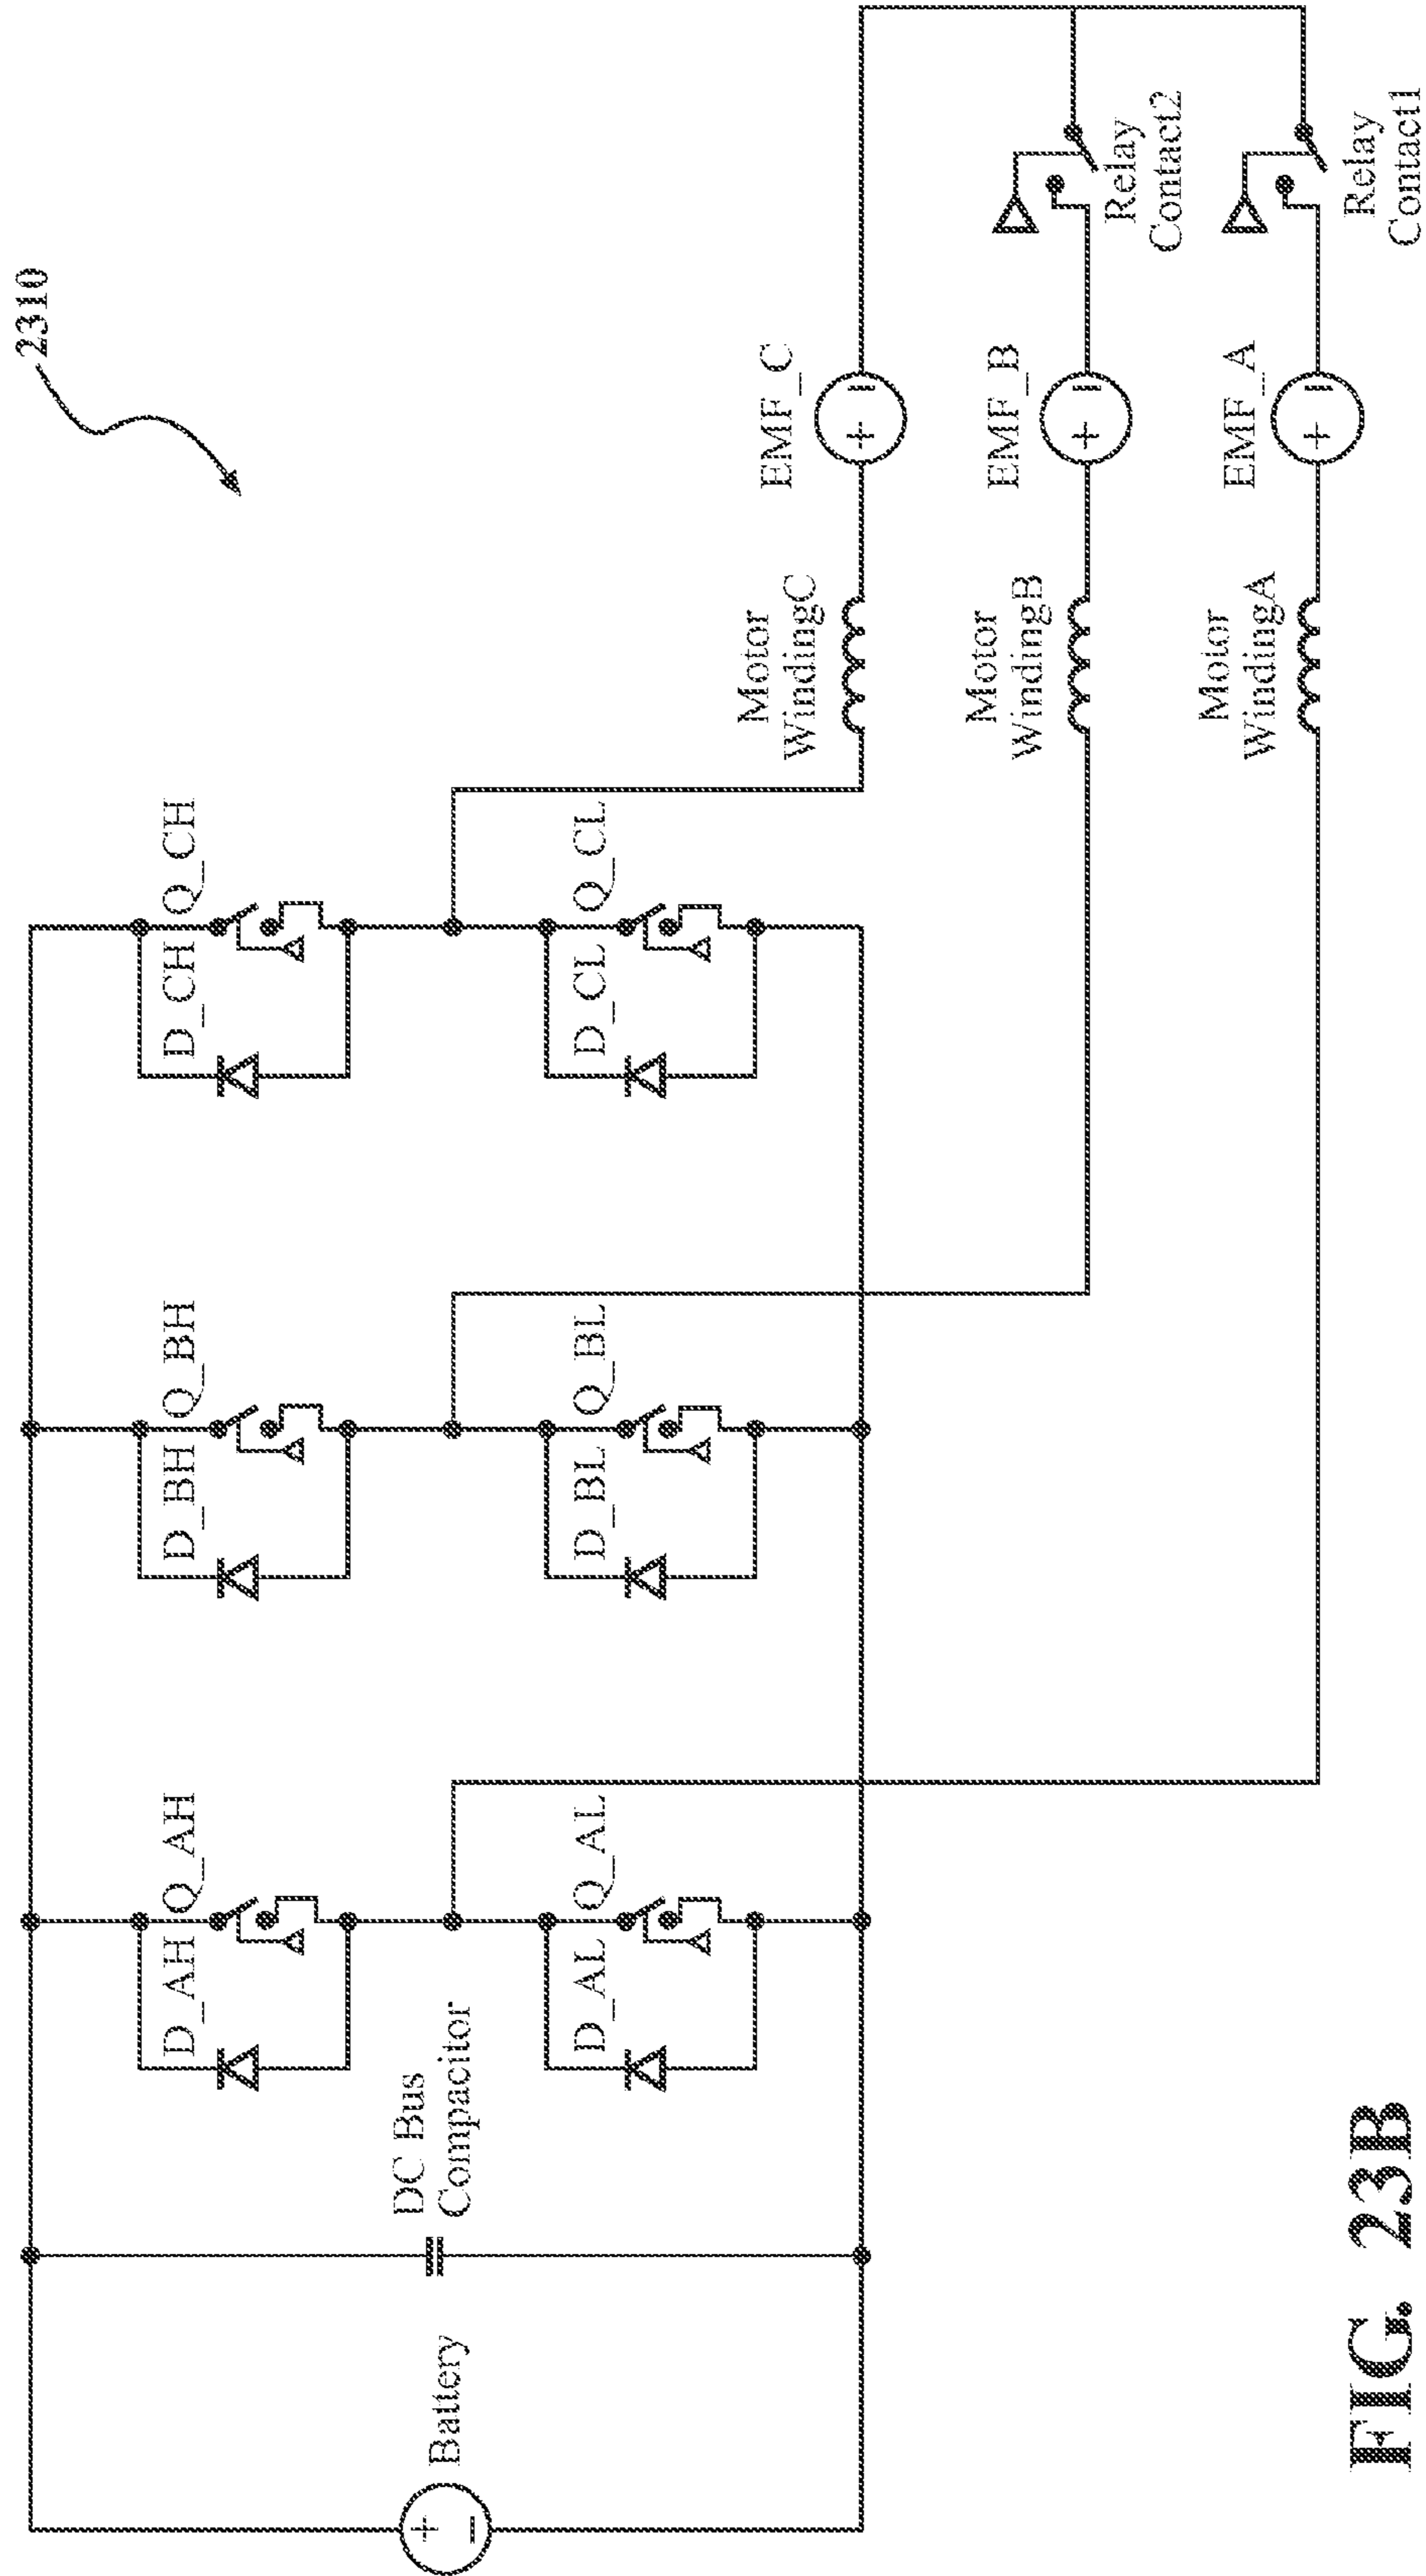 2310
Battery
+
−
DC Bus
Compacitor
D_AH
Q_AH
D_AL
Q_AL
D_BH
Q_BH
D_BL
Q_BL
D_CH
Q_CH
D_CL
Q_CL
Motor
WindingC
EMF_C
+
−
Motor
WindingB
EMF_B
+
−
Relay
Contact2
Motor
WindingA
EMF_A
+
−
Relay
Contact1
FIG. 23B